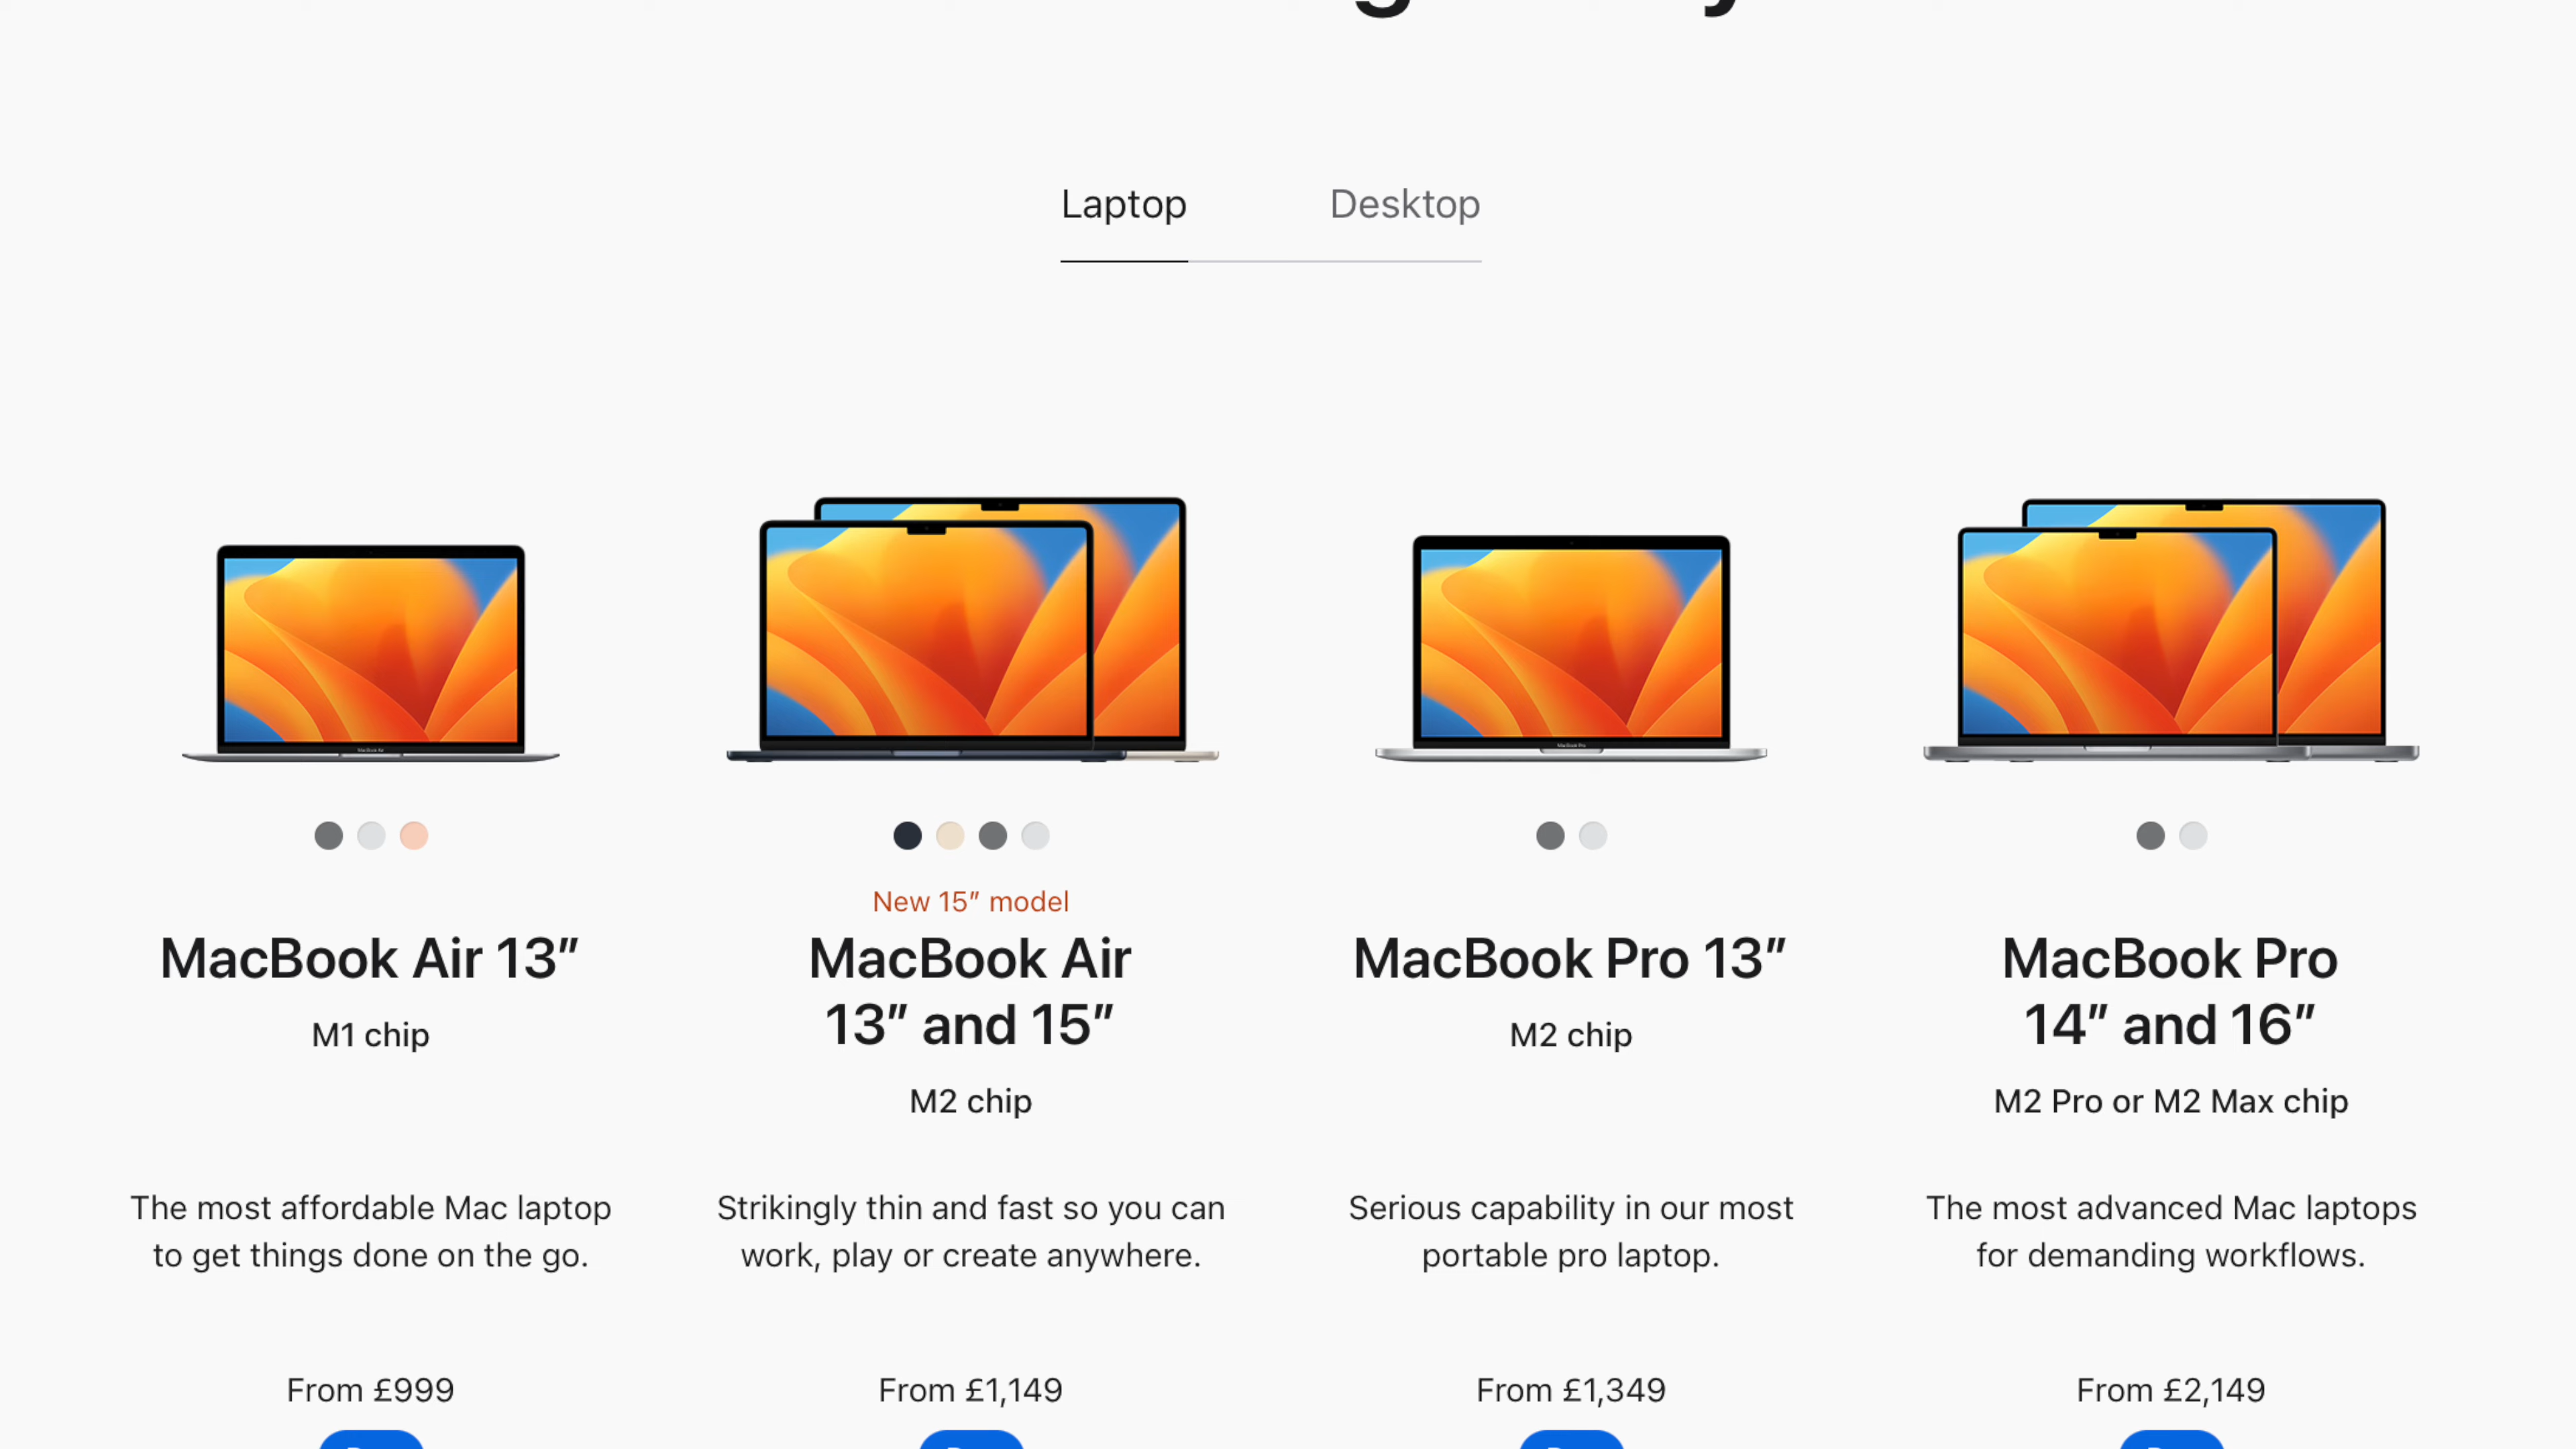 Laptop
Desktop
MacBook Air 13″
M1 chip
The most affordable Mac laptop
to get things done on the go.
From £999
New 15″ model
MacBook Air
13″ and 15″
M2 chip
Strikingly thin and fast so you can
work, play or create anywhere.
From £1,149
MacBook Pro 13″
M2 chip
Serious capability in our most
portable pro laptop.
From £1,349
MacBook Pro
14″ and 16″
M2 Pro or M2 Max chip
The most advanced Mac laptops
for demanding workflows.
From £2,149